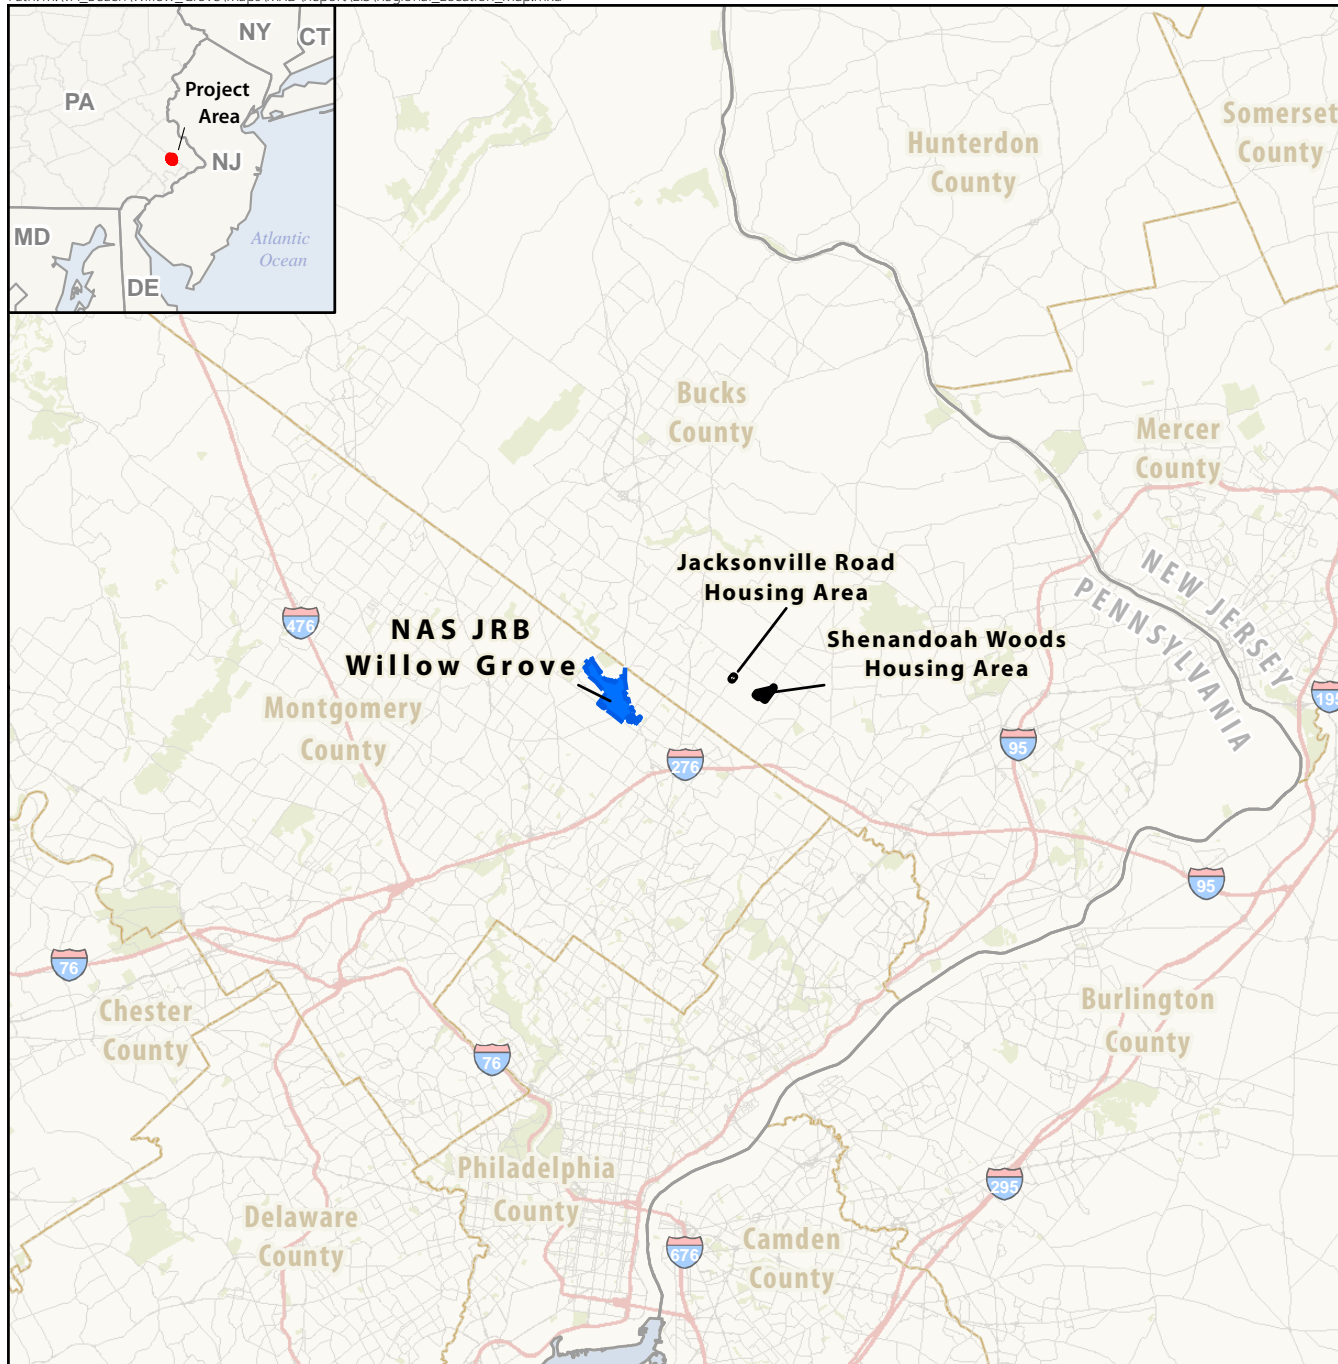 NY
CT
PA
Project
Area
NJ
MD
Atlantic
Ocean
DE
Somerset
County
Hunterdon
County
Bucks
County
Mercer
County
Jacksonville Road
Housing Area
NEW JERSEY
PENNSYLVANIA
476
NAS JRB
Willow Grove
Shenandoah Woods
Housing Area
Montgomery
County
195
95
276
95
76
Chester
County
Burlington
County
76
Philadelphia
County
295
Delaware
County
676
Camden
County